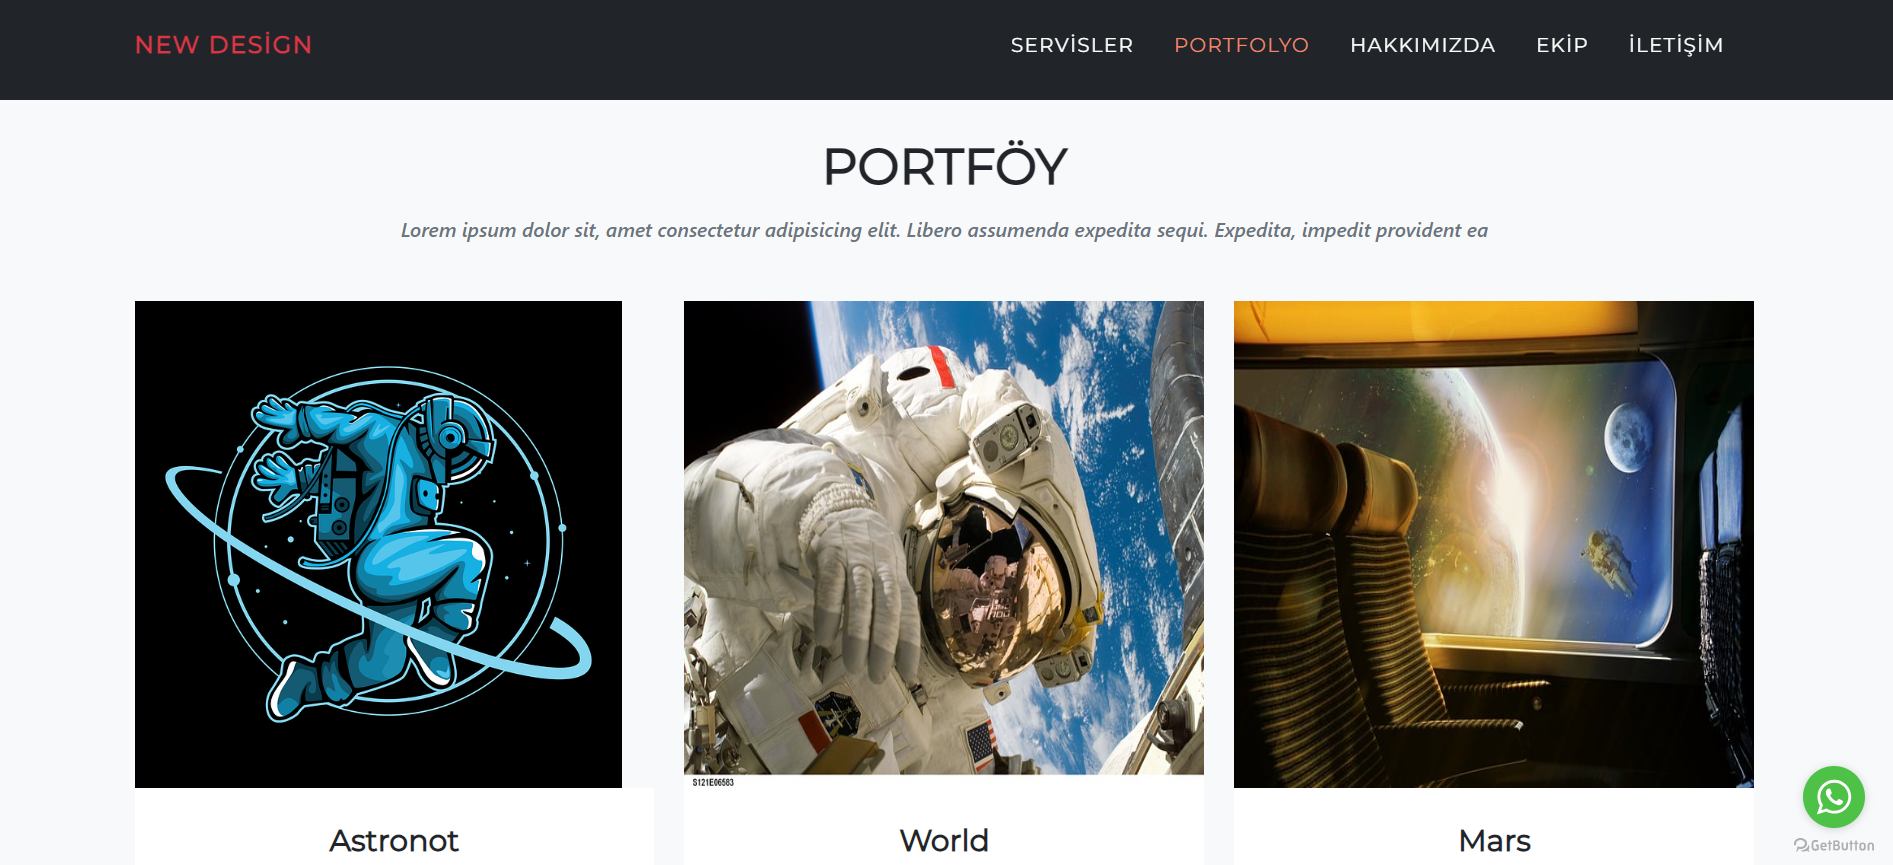 NEW DESİGN
SERVİSLER PORTFOLYO HAKKIMIZDA EKİP İLETİŞİM
PORTFÖY
Lorem ipsum dolor sit, amet consectetur adipisicing elit. Libero assumenda expedita sequi. Expedita, impedit provident ea
S121E06583
Astronot
World
Mars
GetButton